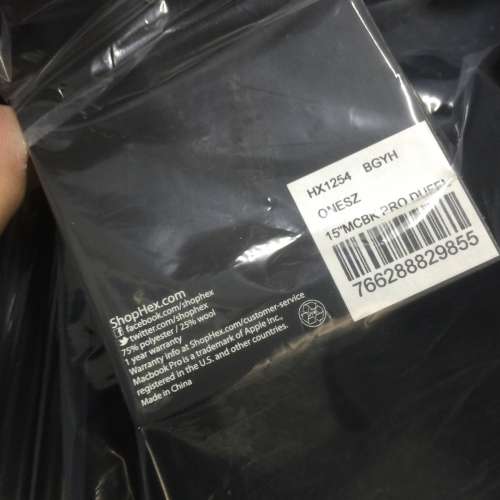 HX1254 BGYH
ONESZ
15"MCBK PRO DUFFL
766288829855
ShopHex.com
facebook.com/shophex
twitter.com/shophex
75% polyester / 25% wool
1 year warranty
Warranty info at ShopHex.com/customer-service
Macbook Pro is a trademark of Apple Inc.,
registered in the U.S. and other countries.
Made in China